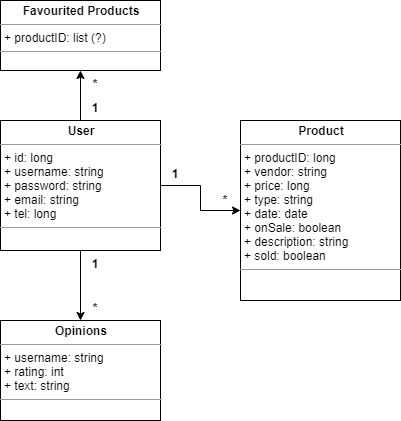 Favourited Products
+ productID: list (?)
*
1
User
+ id: long
+ username: string
+ password: string
+ email: string
+ tel: long
1
*
Product
+ productID: long
+ vendor: string
+ price: long
+ type: string
+ date: date
+ onSale: boolean
+ description: string
+ sold: boolean
1
*
Opinions
+ username: string
+ rating: int
+ text: string